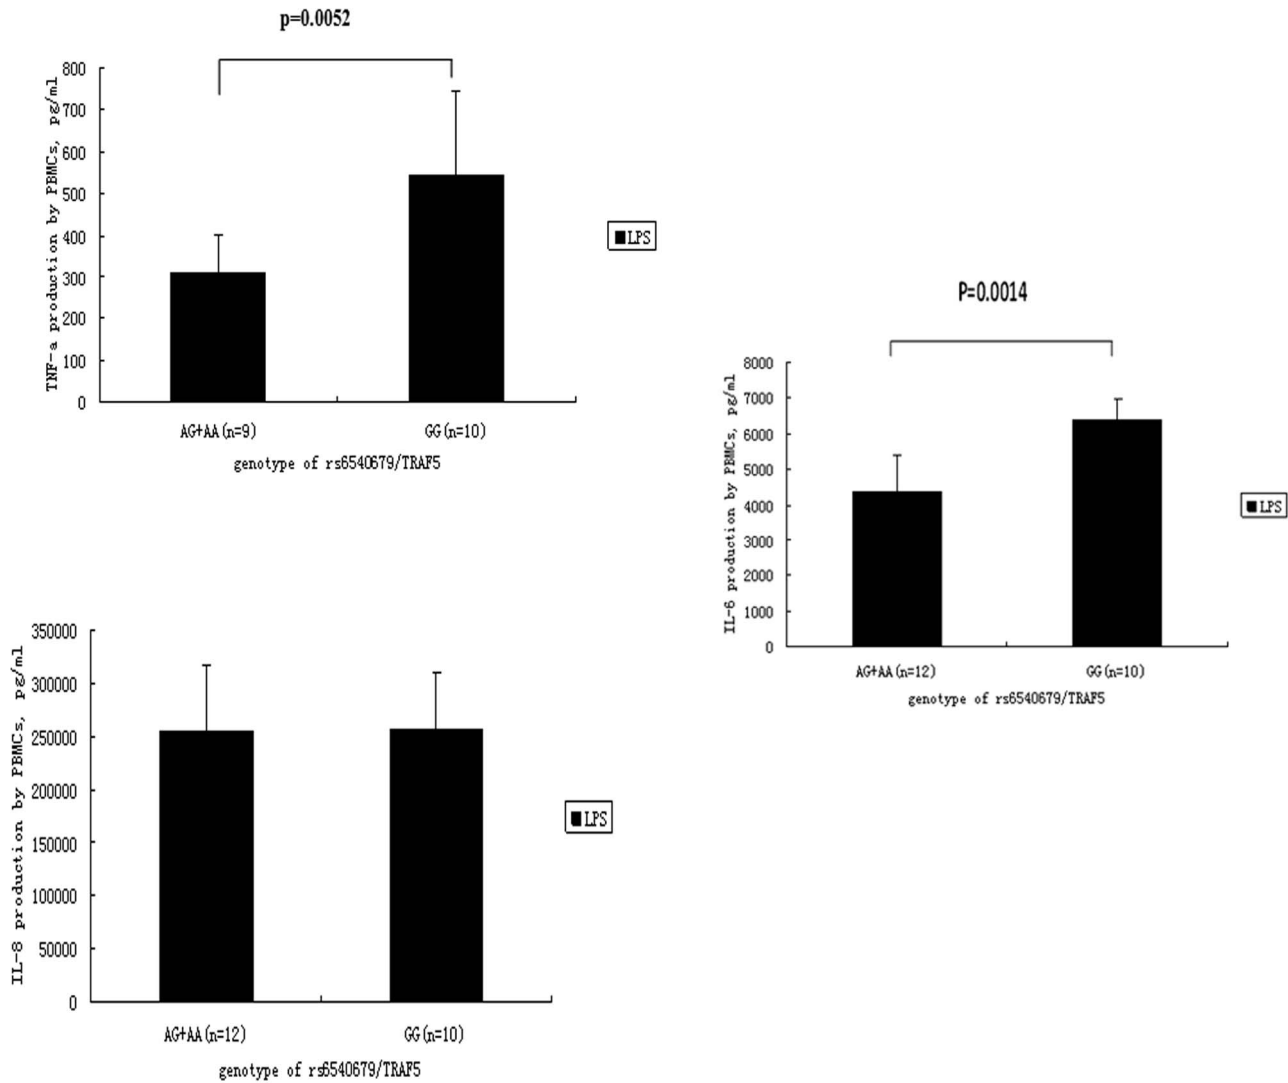 p=0.0052
TNF-a production by PBMCs, pg/ml
800
700
600
500
400
300
200
100
0
AG+AA(n=9)
GG(n=10)
genotype of rs6540679/TRAF5
LPS
P=0.0014
IL-6 production by PBMCs, pg/ml
8000
7000
6000
5000
4000
3000
2000
1000
0
AG+AA(n=12)
GG(n=10)
genotype of rs6540679/TRAF5
LPS
IL-8 production by PBMCs, pg/ml
350000
300000
250000
200000
150000
100000
50000
0
AG+AA(n=12)
GG(n=10)
genotype of rs6540679/TRAF5
LPS